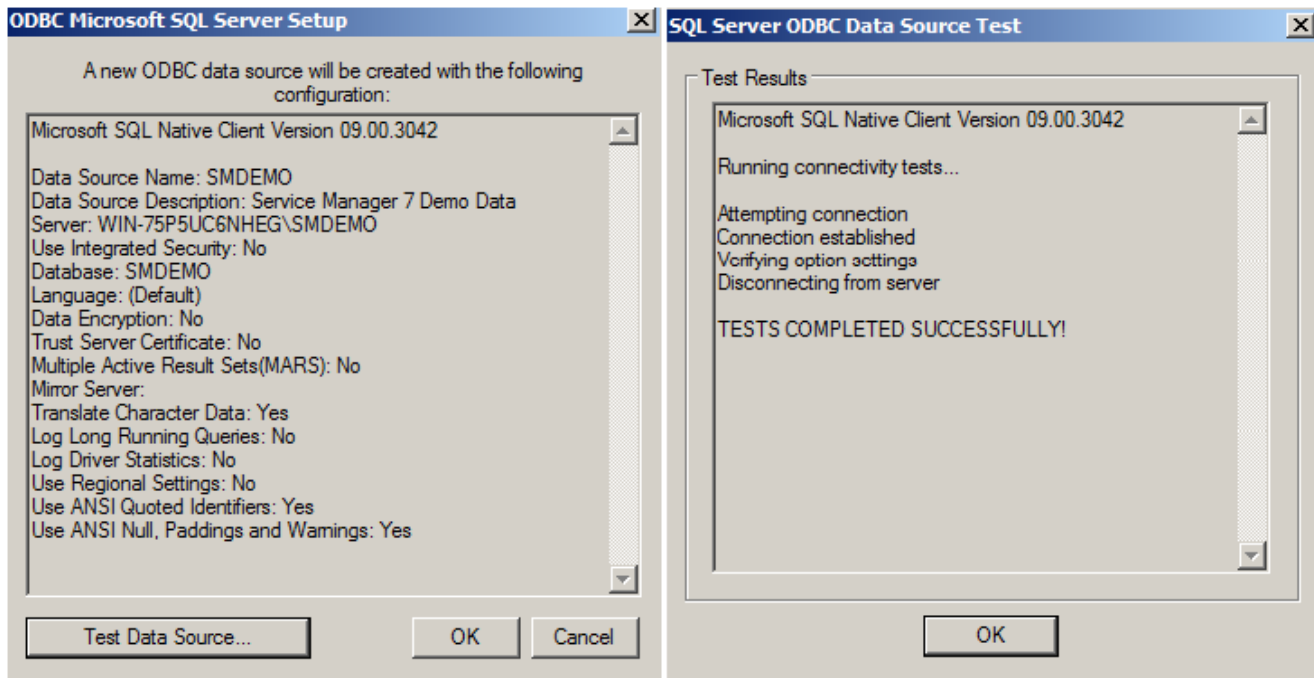 ODBC Microsoft SQL Server Setup
A new ODBC data source will be created with the following
configuration:
Microsoft SQL Native Client Version 09.00.3042
Data Source Name: SMDEMO
Data Source Description: Service Manager 7 Demo Data
Server: WIN-75P5UC6NHEG\SMDEMO
Use Integrated Security: No
Database: SMDEMO
Language: (Default)
Data Encryption: No
Trust Server Certificate: No
Multiple Active Result Sets(MARS): No
Mirror Server:
Translate Character Data: Yes
Log Long Running Queries: No
Log Driver Statistics: No
Use Regional Settings: No
Use ANSI Quoted Identifiers: Yes
Use ANSI Null, Paddings and Warnings: Yes
Test Data Source...
OK
Cancel
SQL Server ODBC Data Source Test
Test Results
Microsoft SQL Native Client Version 09.00.3042
Running connectivity tests...
Attempting connection
Connection established
Verifying option settings
Disconnecting from server
TESTS COMPLETED SUCCESSFULLY!
OK